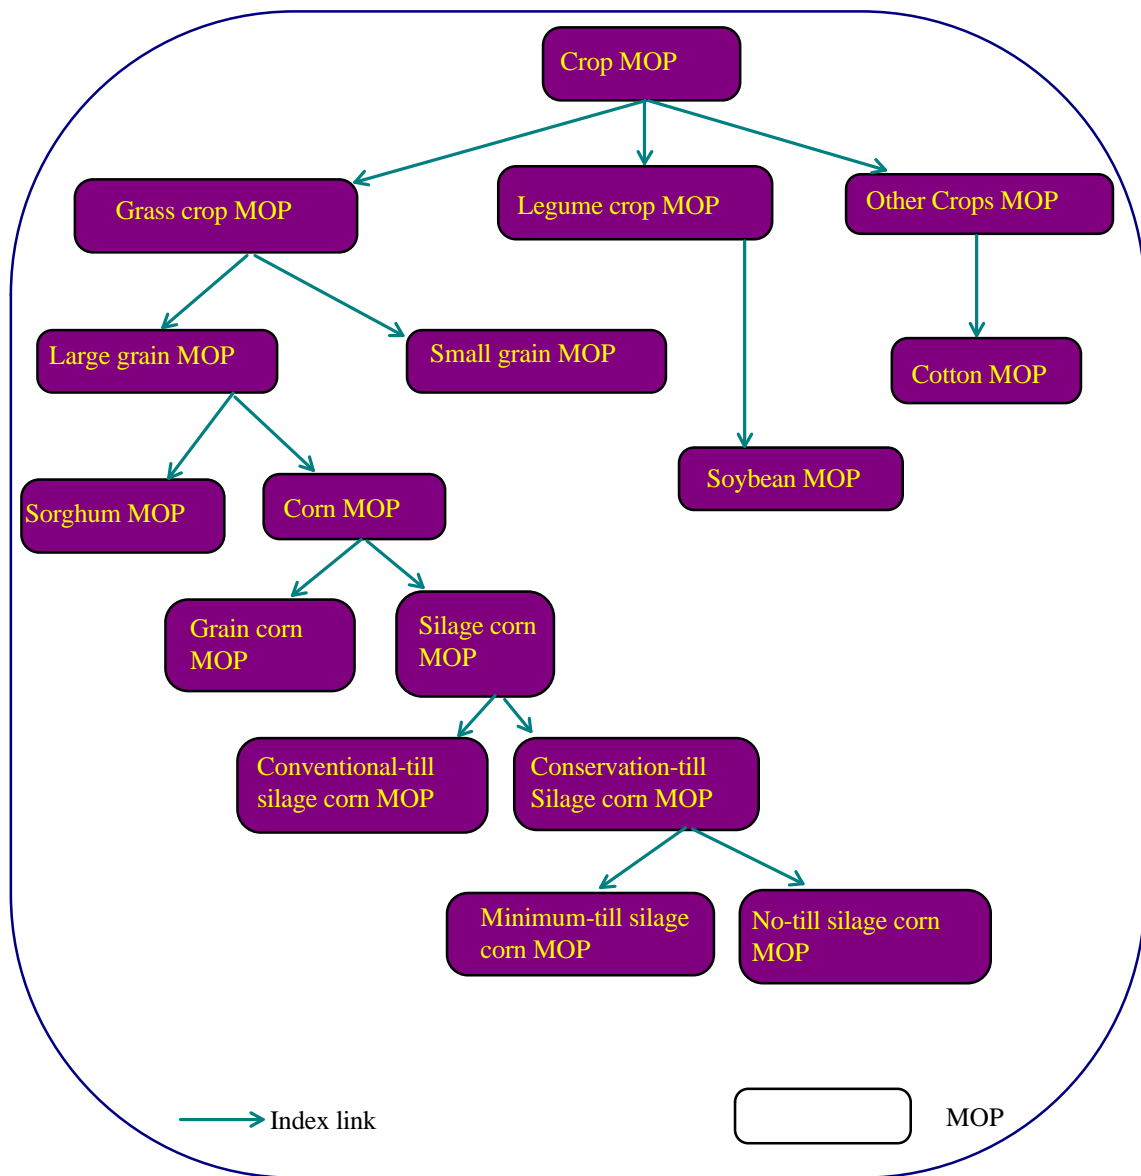 Crop MOP
Grass crop MOP
Legume crop MOP
Other Crops MOP
Large grain MOP
Small grain MOP
Cotton MOP
Sorghum MOP
Corn MOP
Soybean MOP
Grain corn
MOP
Silage corn
MOP
Conventional-till
silage corn MOP
Conservation-till
Silage corn MOP
Minimum-till silage
corn MOP
No-till silage corn
MOP
Index link
MOP